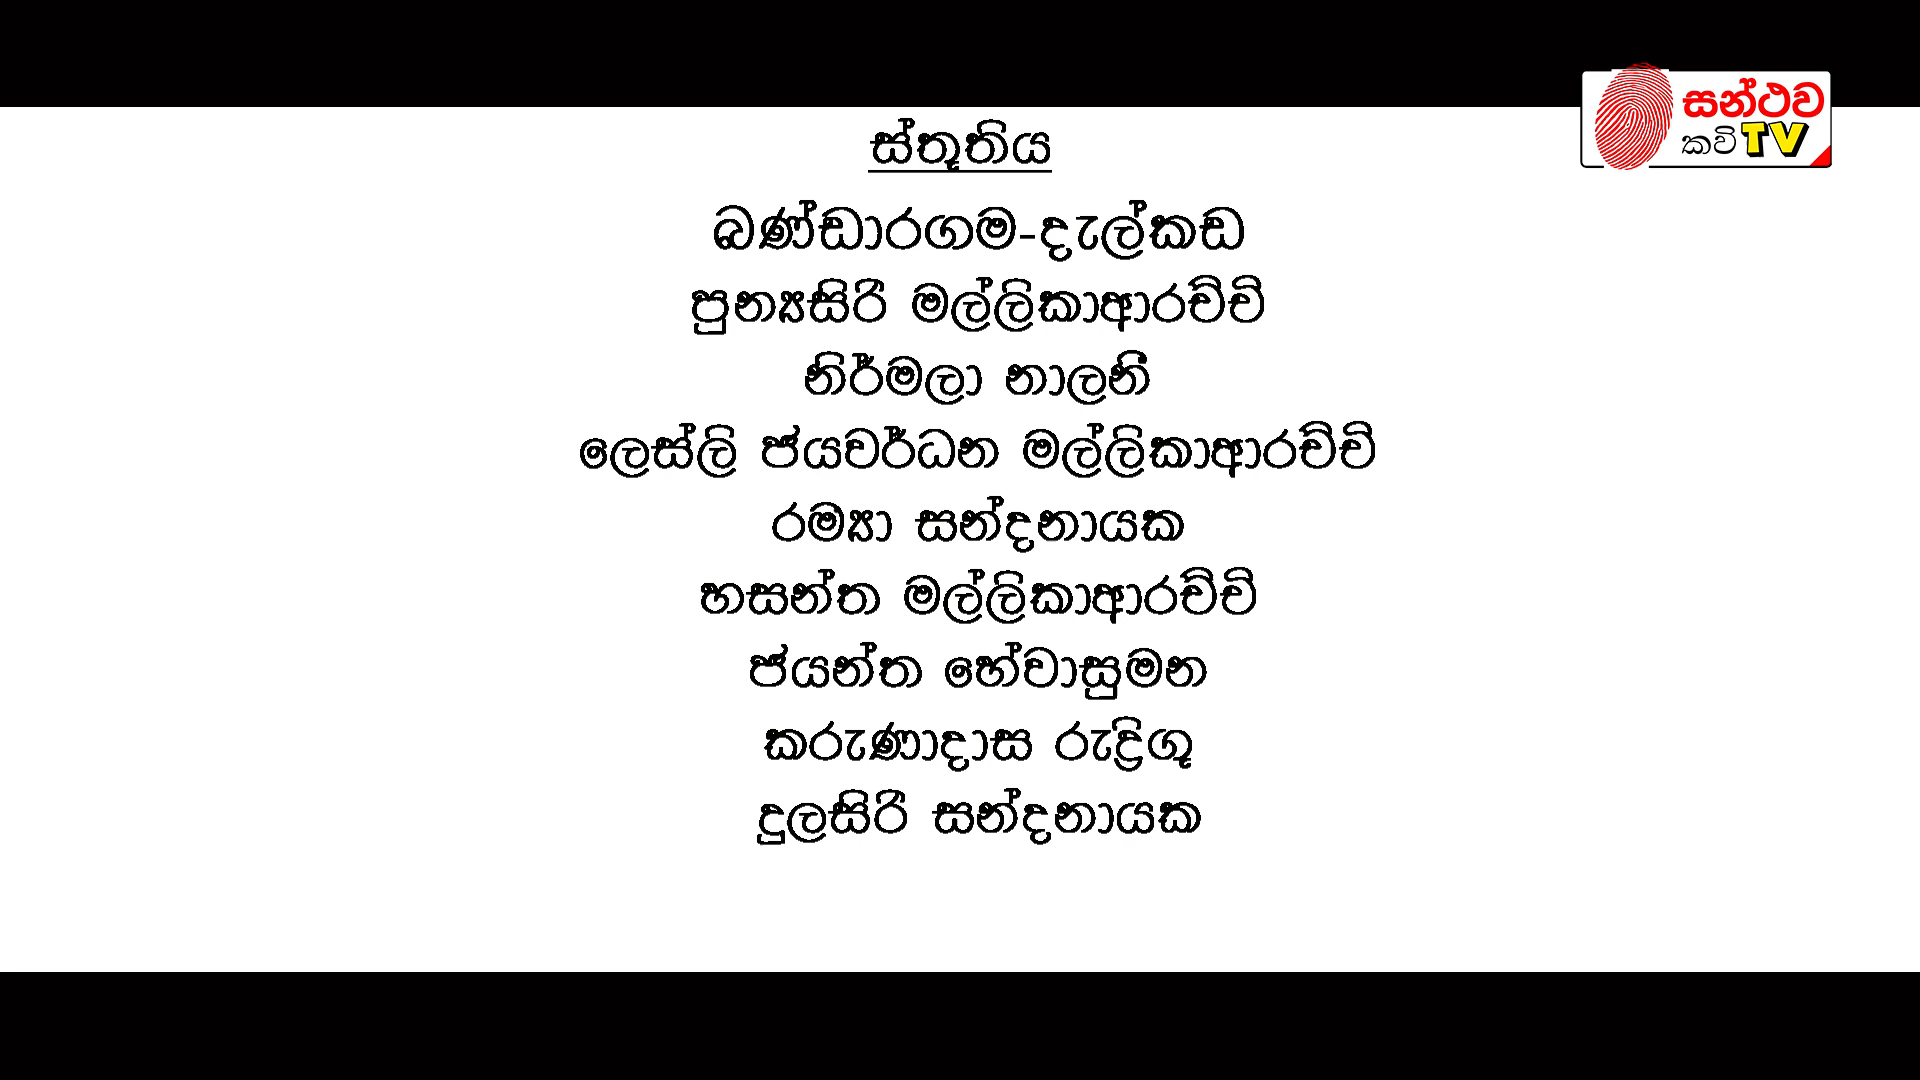 සන්ථව
කවි TV
ස්තූතිය
බණ්ඩාරගම-දැල්කඩ
පුන්‍යසිරි මල්ලිකාආරච්චි
නිර්මලා නාලනී
ලෙස්ලි ජයවර්ධන මල්ලිකාආරච්චි
රම්‍යා සන්දනායක
හසන්ත මල්ලිකාආරච්චි
ජයන්ත හේවාසුමන
කරුණාදාස රුද්‍රිගූ
දුලසිරි සන්දනායක